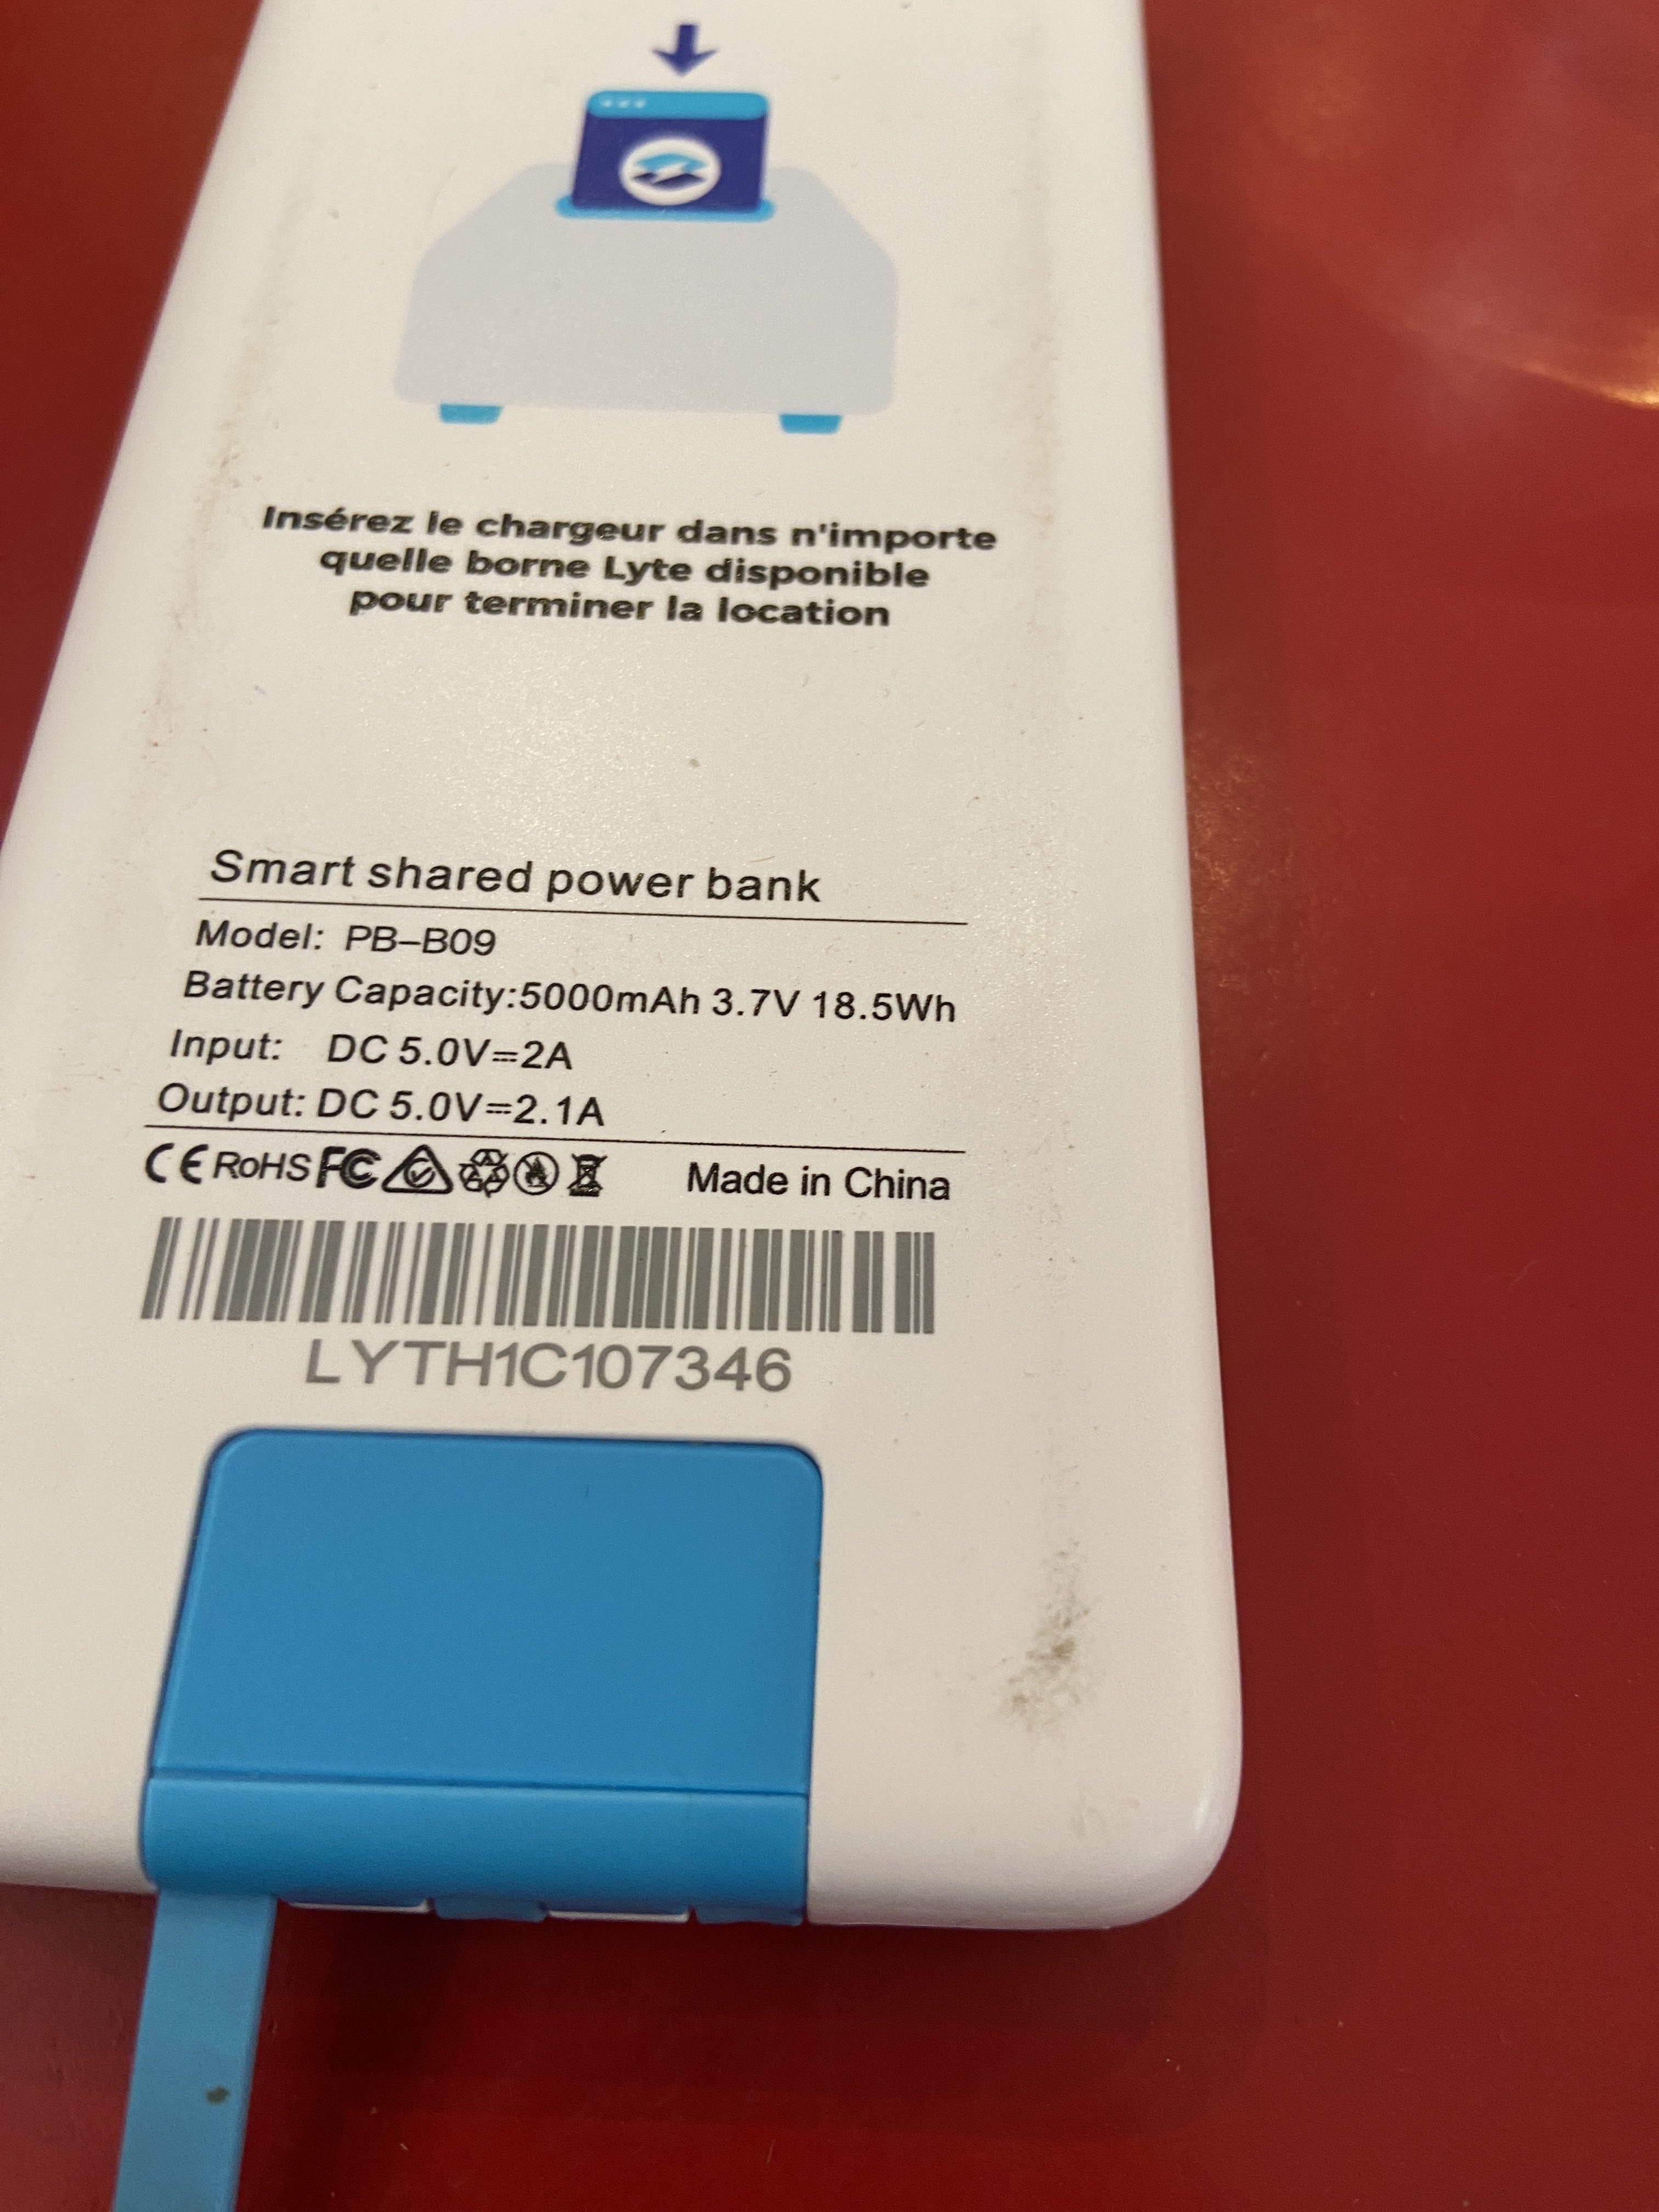 Insérez le chargeur dans n'importe
quelle borne Lyte disponible
pour terminer la location
Smart shared power bank
Model: PB-B09
Battery Capacity:5000mAh 3.7V 18.5Wh
Input: DC 5.0V=2A
Output: DC 5.0V=2.1A
CE RoHS FC Made in China
LYTH1C107346